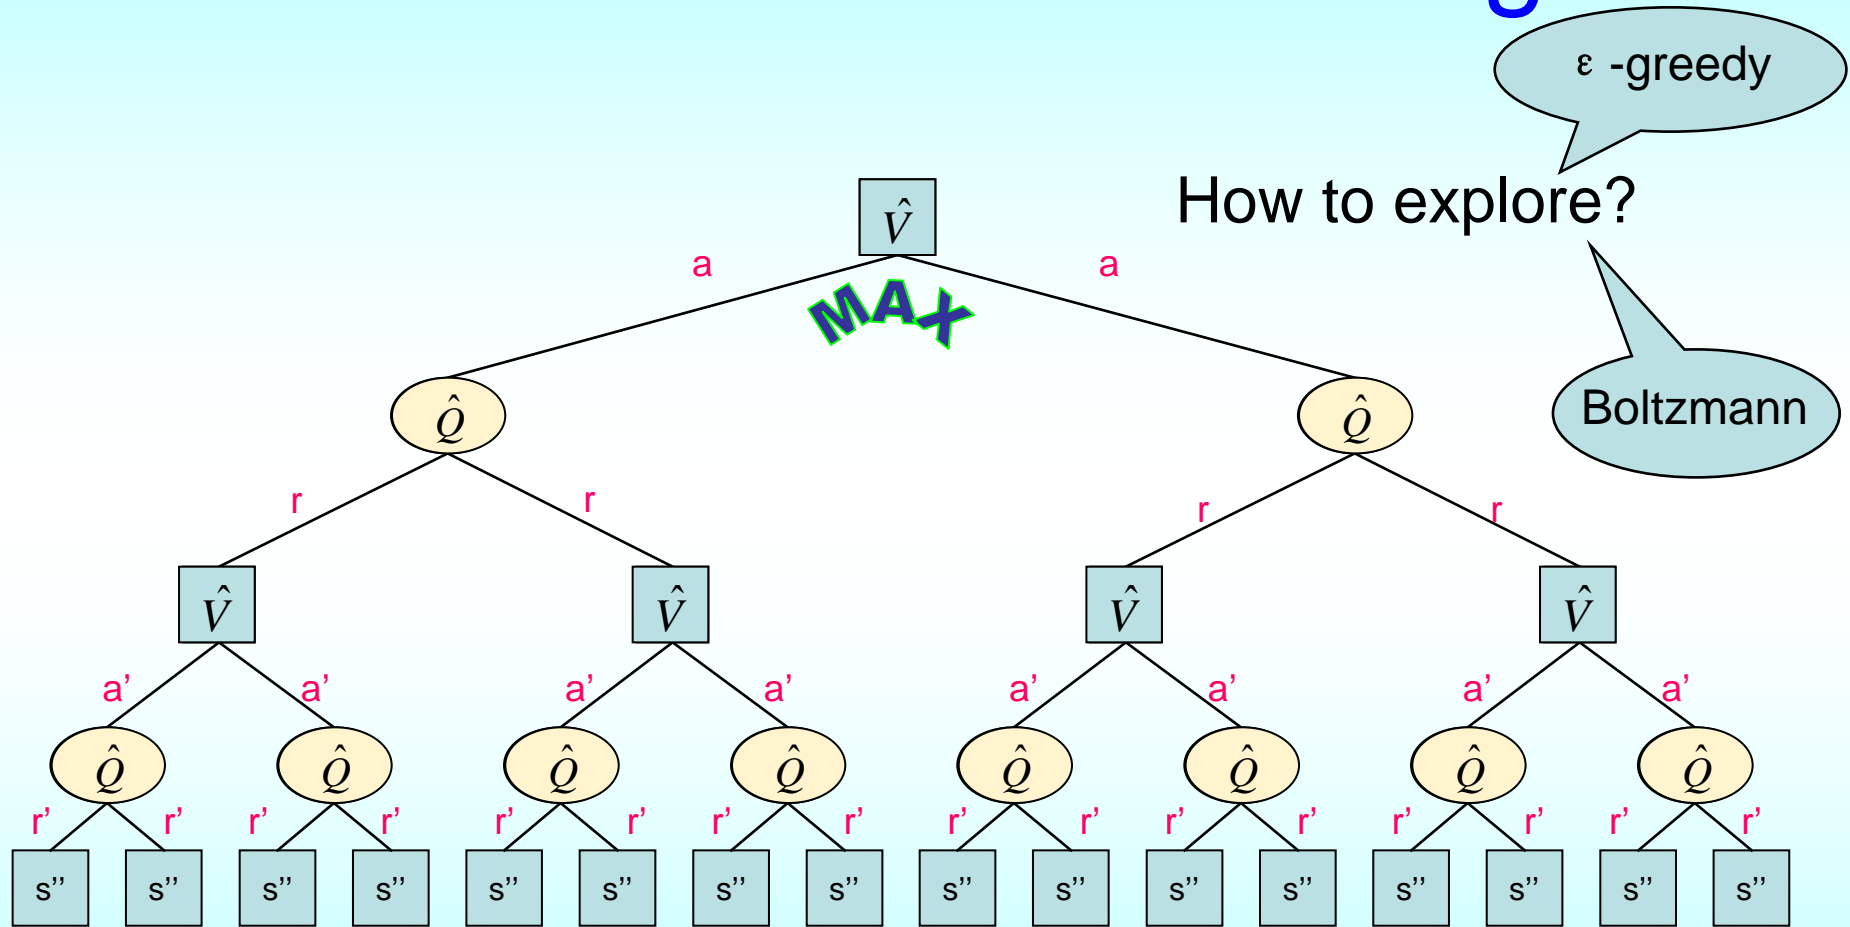 ε -greedy
How to explore?
V̂
a a
MAX
Q̂ Q̂
Boltzmann
r r r r
V̂ V̂ V̂ V̂
a’ a’ a’ a’ a’ a’ a’ a’
Q̂ Q̂ Q̂ Q̂ Q̂ Q̂ Q̂ Q̂
r’ r’ r’ r’ r’ r’ r’ r’ r’ r’ r’ r’ r’ r’ r’ r’
s’’ s’’ s’’ s’’ s’’ s’’ s’’ s’’ s’’ s’’ s’’ s’’ s’’ s’’ s’’ s’’